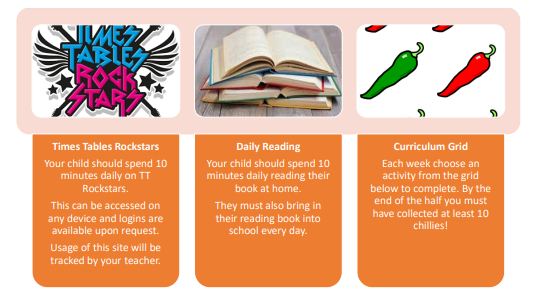 TIMES
TABLES
ROCK
STARS
Times Tables Rockstars
Your child should spend 10
minutes daily on TT
Rockstars.
This can be accessed on
any device and logins are
available upon request.
Usage of this site will be
tracked by your teacher.
Daily Reading
Your child should spend 10
minutes daily reading their
book at home.
They must also bring in
their reading book into
school every day.
Curriculum Grid
Each week choose an
activity from the grid
below to complete. By the
end of the half you must
have collected at least 10
chillies!